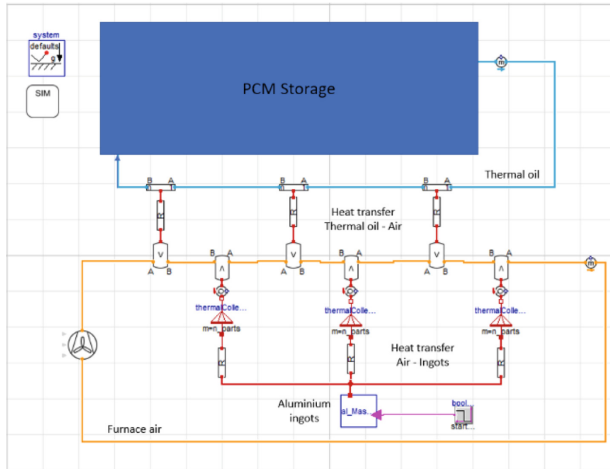 system
defaults
g
SIM
PCM Storage
m
Thermal oil
B A
B A
B A
R
R
R
Heat transfer
Thermal oil - Air
V
V
V
B A
B A
B A
A B
A B
A B
m
thermalColle...
thermalColle...
thermalColle...
m=n_parts
m=n_parts
m=n_parts
R
R
R
Heat transfer
Air - Ingots
Aluminium
ingots
al_Mas...
bool...
start...
Furnace air